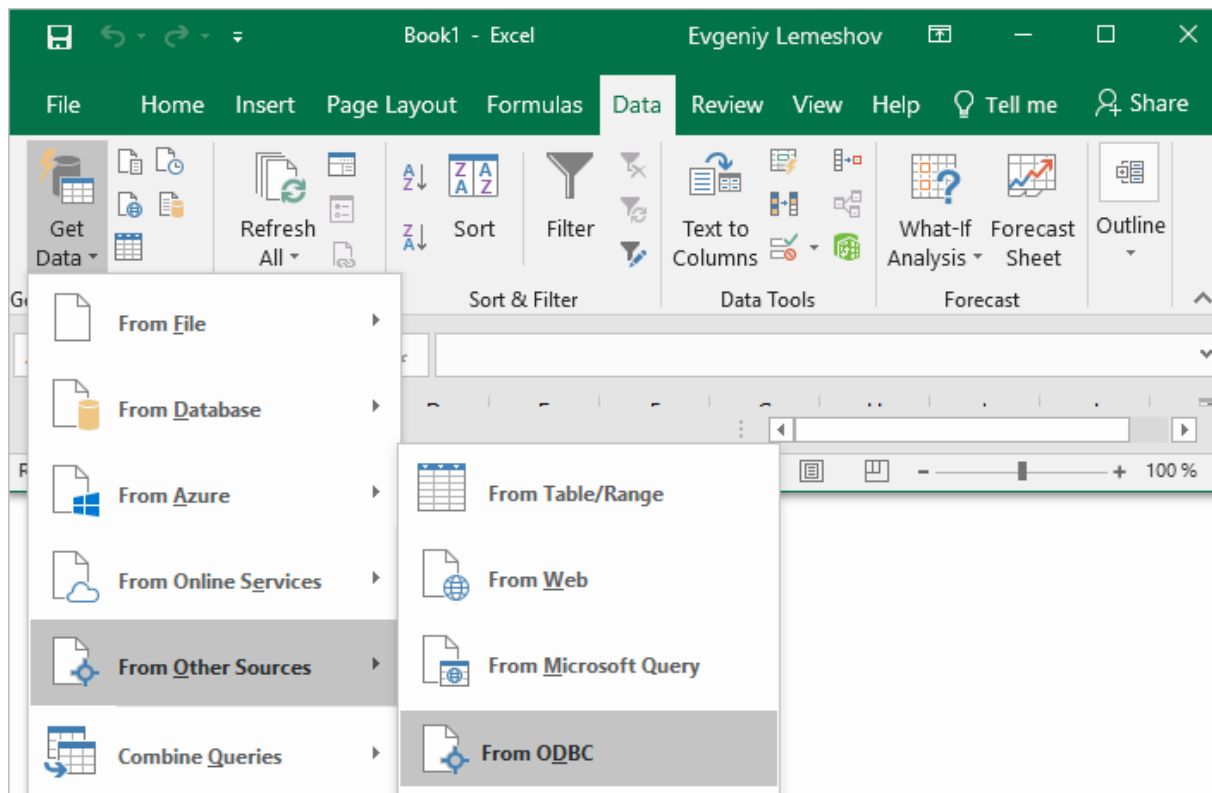 Book1 - Excel
Evgeniy Lemeshov
File Home Insert Page Layout Formulas Data Review View Help Tell me Share
Get Data
Refresh All
A Z
Z A
Z A A Z
Sort
Filter
Text to Columns
What-If Analysis
Forecast Sheet
Outline
Sort & Filter
Data Tools
Forecast
From File
From Database
From Azure
From Online Services
From Other Sources
Combine Queries
From Table/Range
From Web
From Microsoft Query
From ODBC
- + 100 %